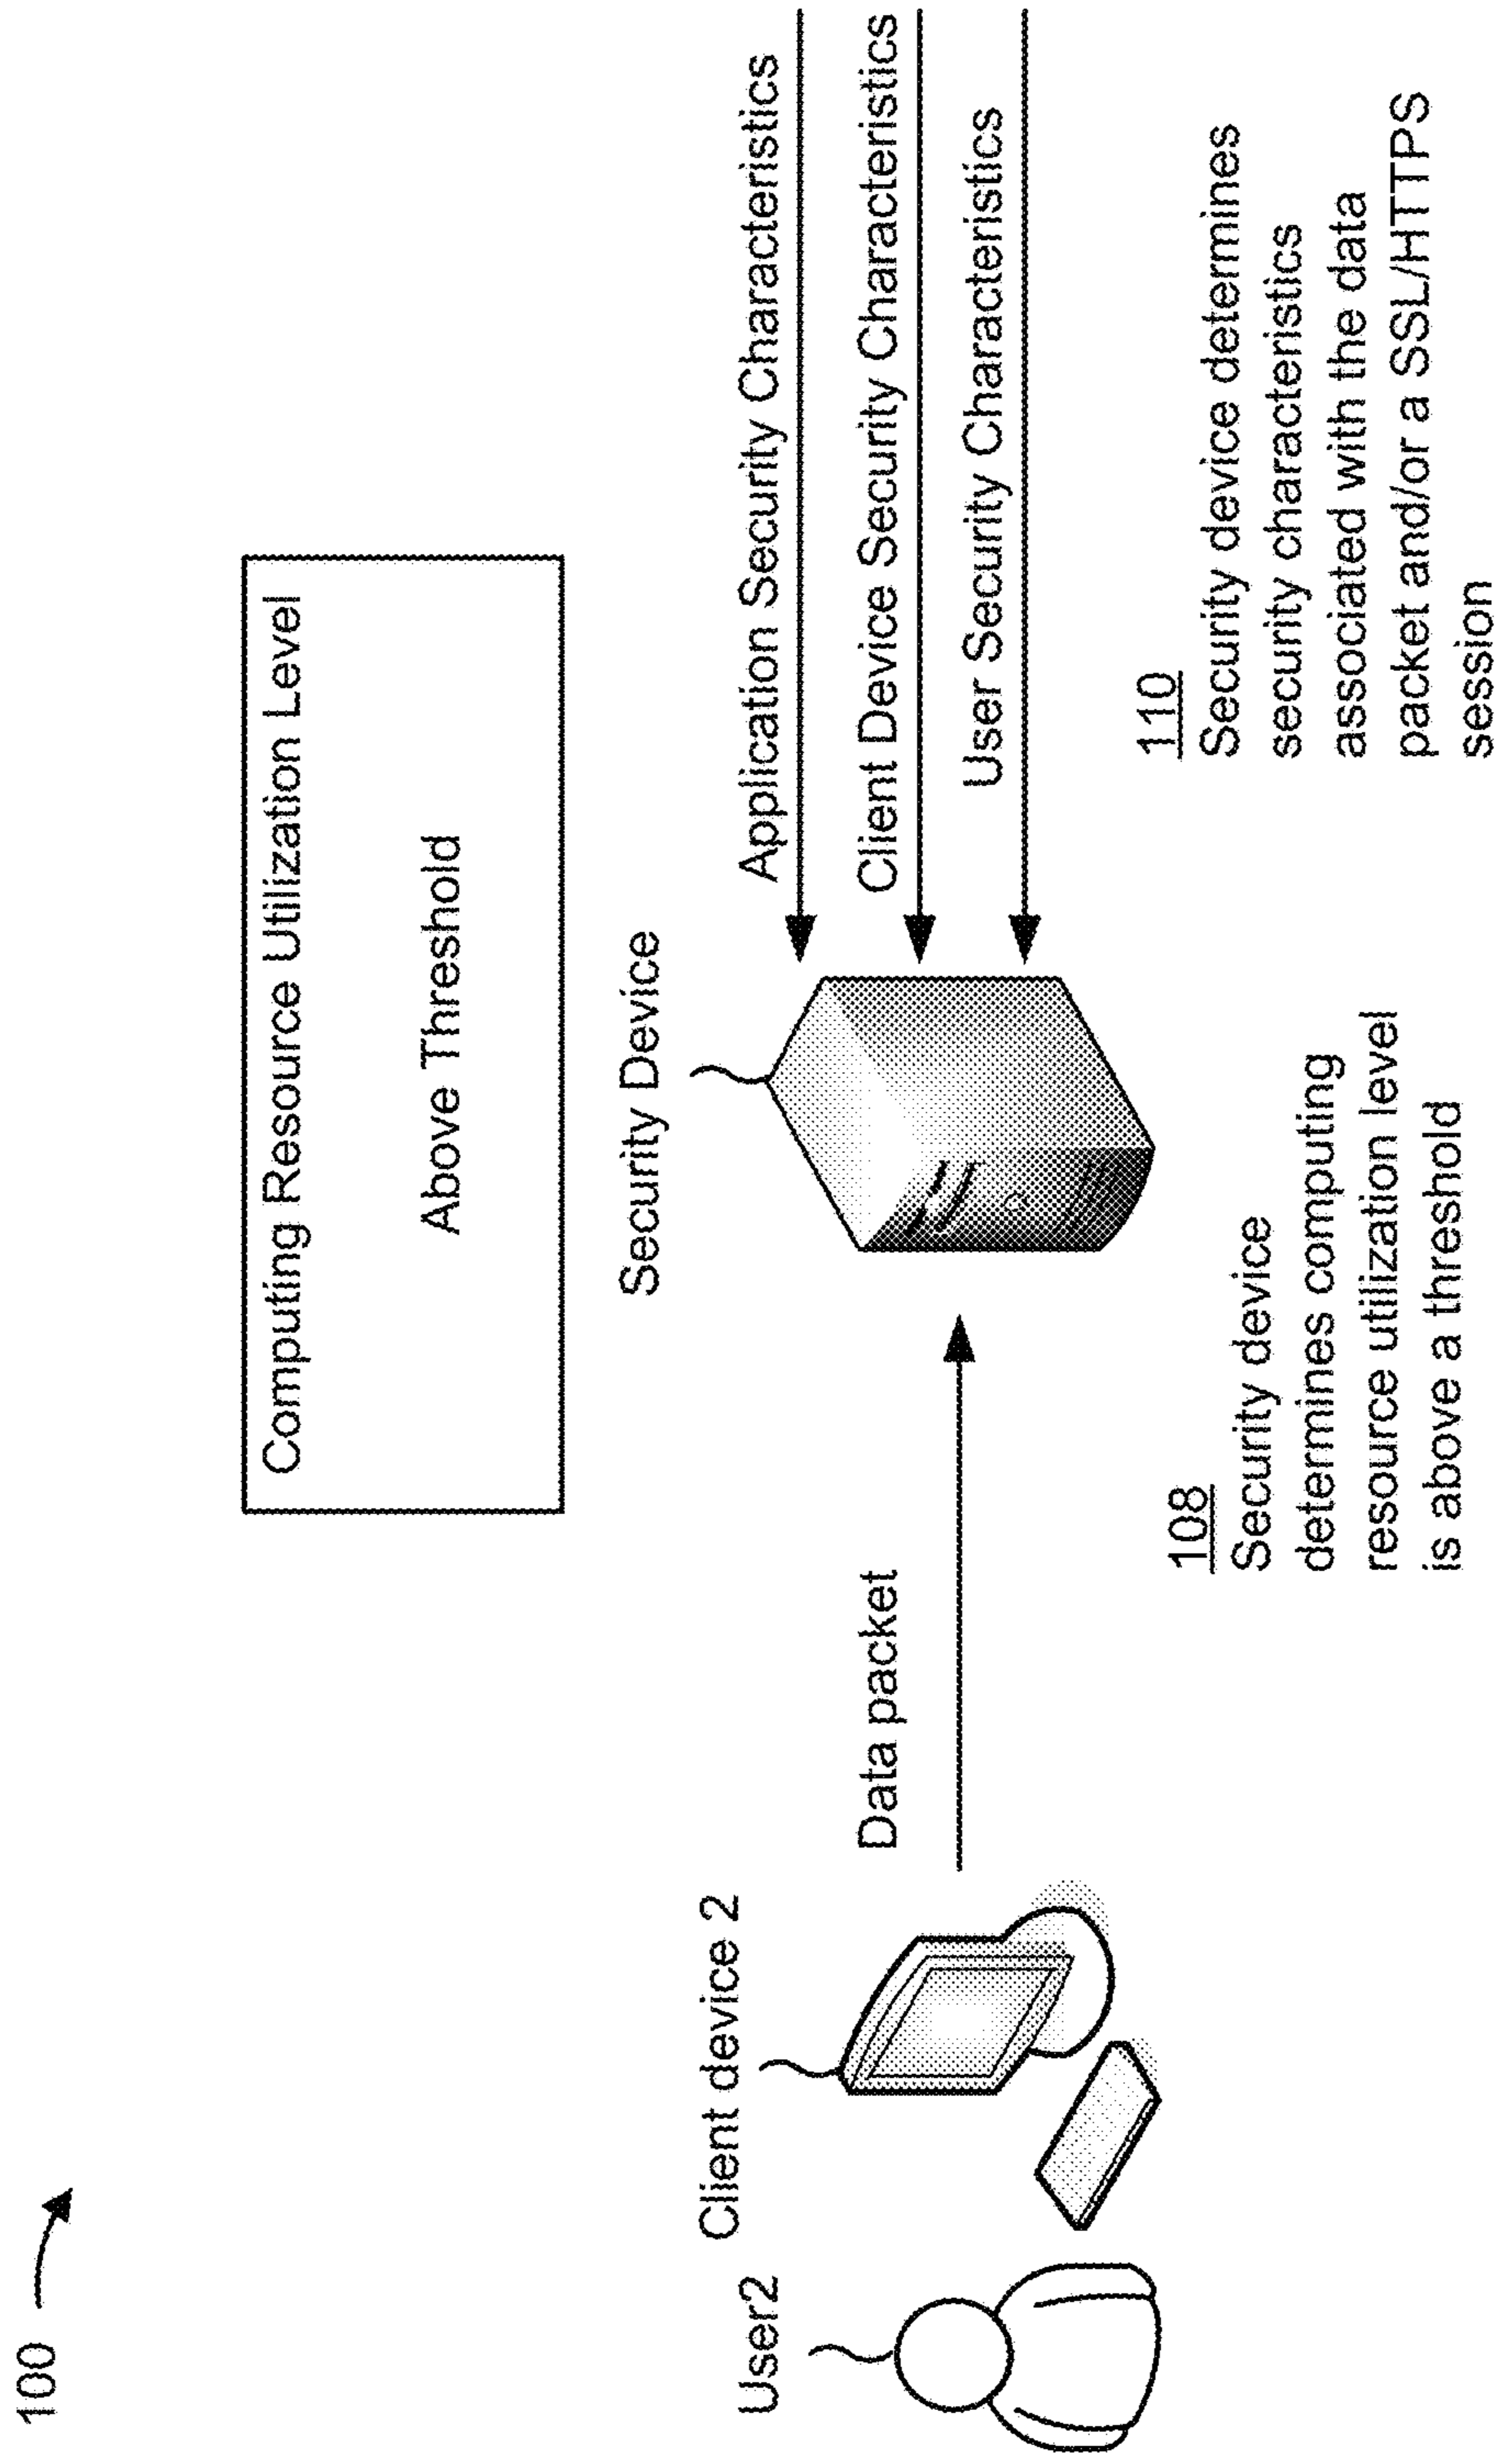 100
Computing Resource Utilization Level
Above Threshold
Security Device
User2
Client device 2
Data packet
Application Security Characteristics
Client Device Security Characteristics
User Security Characteristics
108
Security device
determines computing
resource utilization level
is above a threshold
110
Security device determines
security characteristics
associated with the data
packet and/or a SSL/HTTPS
session